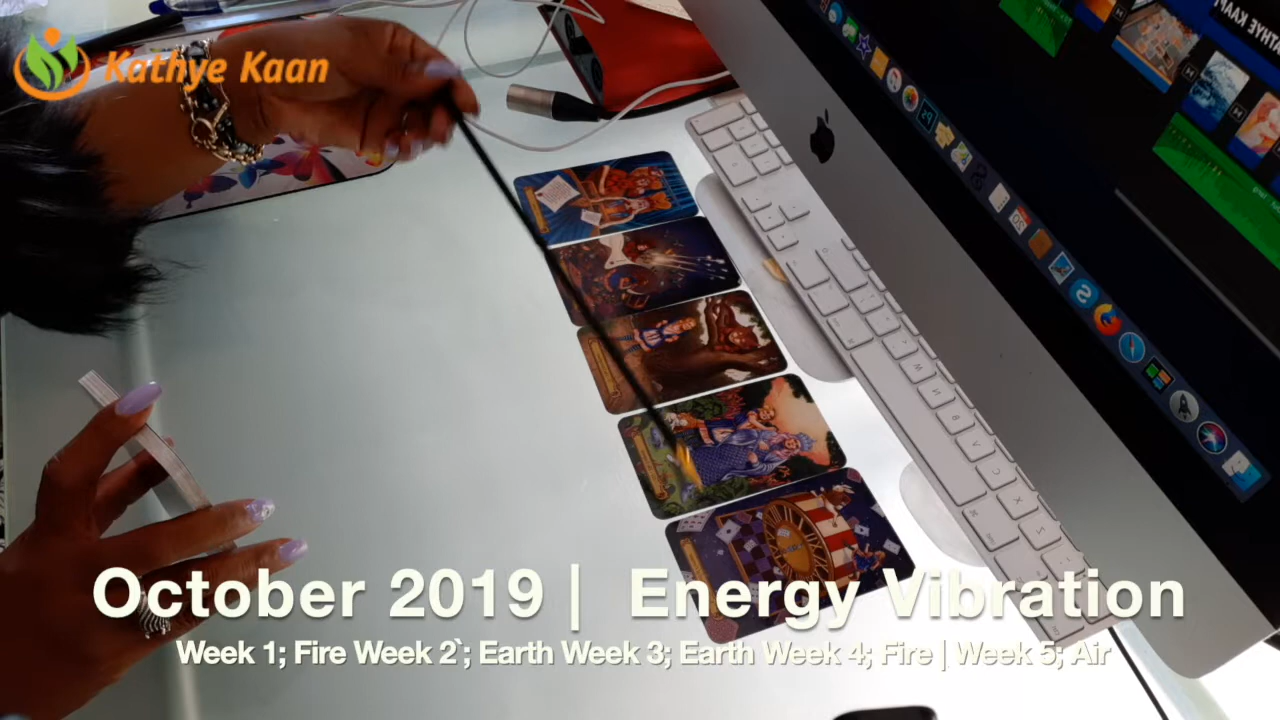 Kathye Kaan
October 2019 | Energy Vibration
Week 1; Fire Week 2`; Earth Week 3; Earth Week 4; Fire | Week 5; Air